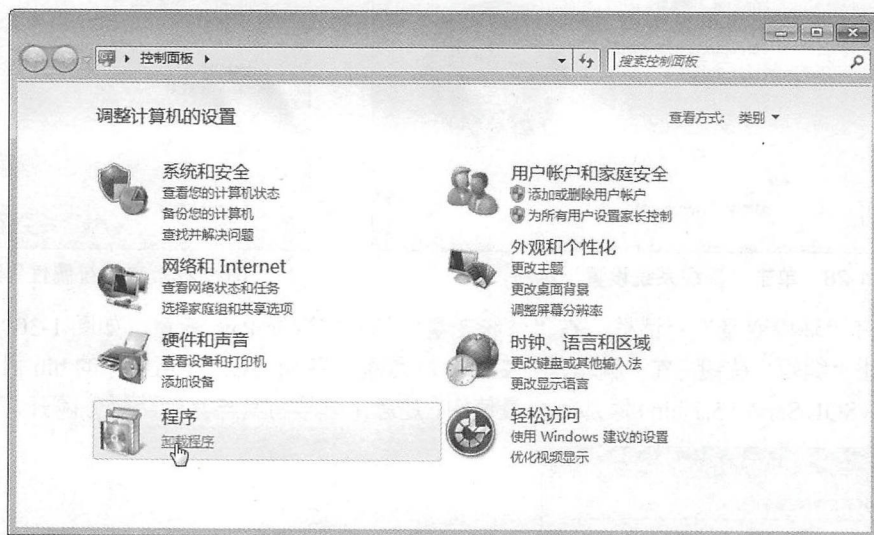 控制面板
搜索控制面板
调整计算机的设置
查看方式: 类别
系统和安全
查看您的计算机状态
备份您的计算机
查找并解决问题
网络和 Internet
查看网络状态和任务
选择家庭组和共享选项
硬件和声音
查看设备和打印机
添加设备
程序
卸载程序
用户帐户和家庭安全
添加或删除用户帐户
为所有用户设置家长控制
外观和个性化
更改主题
更改桌面背景
调整屏幕分辨率
时钟、语言和区域
更改键盘或其他输入法
更改显示语言
轻松访问
使用 Windows 建议的设置
优化视频显示